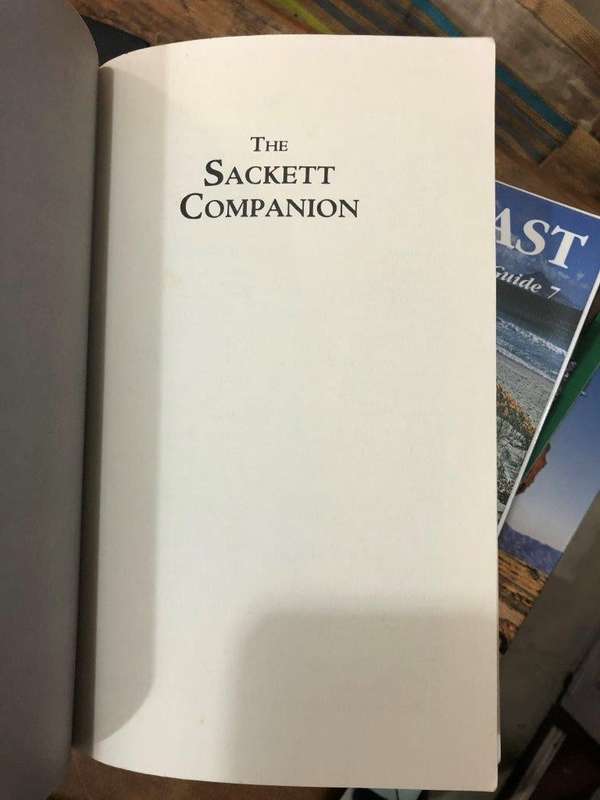 THE
SACKETT
COMPANION
AST
Guide 7